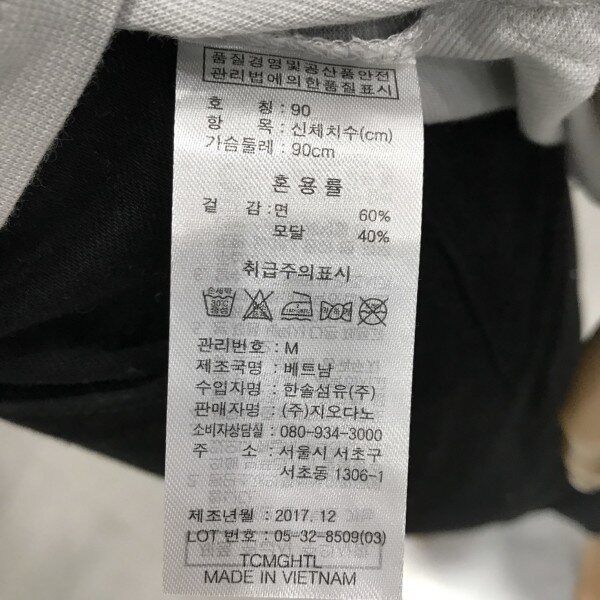 품질경영및공산품안전
관리법에의한품질표시
호 칭 : 90
항 목 : 신체치수(cm)
가슴둘레 : 90cm
혼용률
겉 감 : 면 60%
모달 40%
취급주의표시
손세탁
30℃
중성
관리번호 : M
제조국명 : 베트남
수입자명 : 한솔섬유(주)
판매자명 : (주)지오다노
소비자상담실 : 080-934-3000
주 소 : 서울시 서초구
서초동 1306-1
제조년월 : 2017. 12
LOT 번호 : 05-32-8509(03)
TCMGHTL
MADE IN VIETNAM